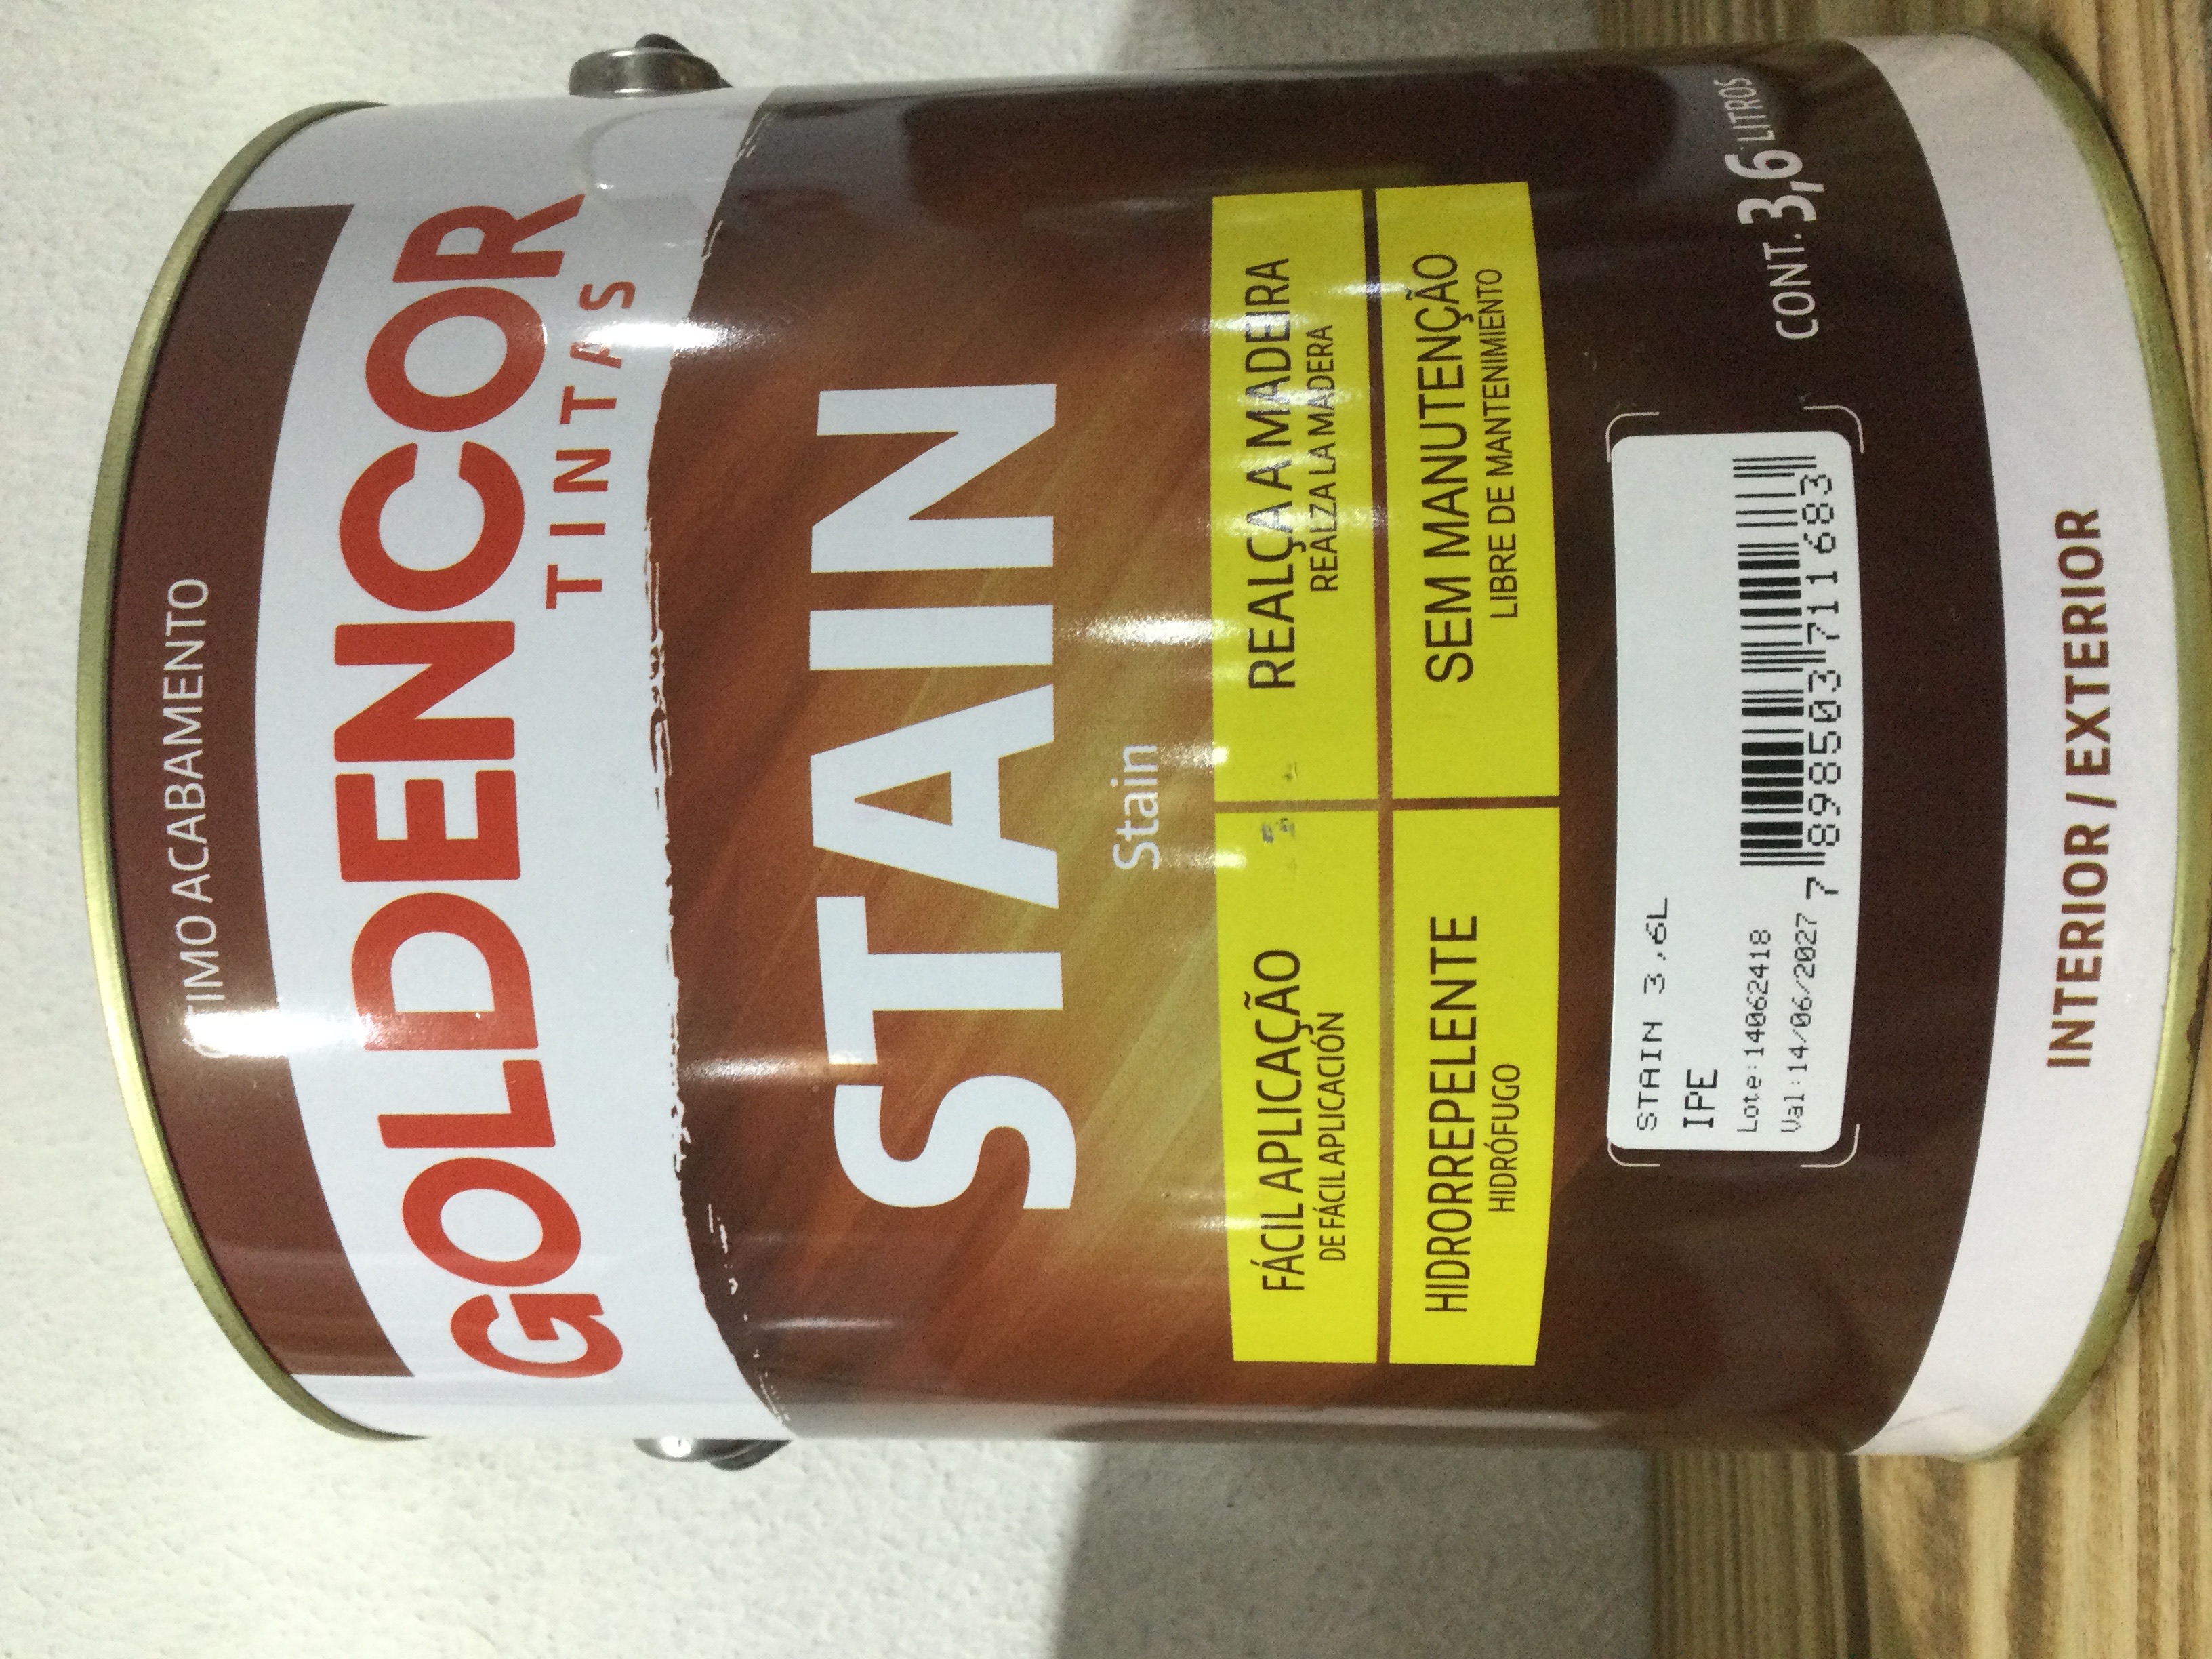 ÓTIMO ACABAMENTO
GOLDENCOR
TINTAS
STAIN
Stain
FÁCIL APLICAÇÃO
DE FÁCIL APLICACIÓN
REALÇA A MADEIRA
REALZA LA MADERA
HIDRORREPELENTE
HIDRÓFUGO
SEM MANUTENÇÃO
LIBRE DE MANTENIMIENTO
STAIN 3,6L
IPE
Lote:14062418
Val:14/06/2027
7 898503 711683
CONT. 3,6 LITROS
INTERIOR / EXTERIOR